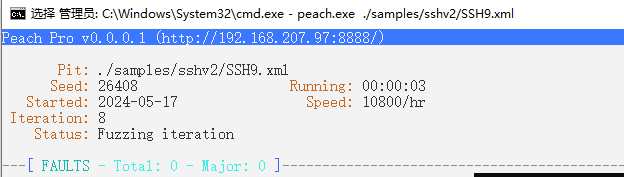 选择 管理员: C:\Windows\System32\cmd.exe - peach.exe ./samples/sshv2/SSH9.xml
Peach Pro v0.0.0.1 (http://192.168.207.97:8888/)
Pit: ./samples/sshv2/SSH9.xml
Seed: 26408 Running: 00:00:03
Started: 2024-05-17 Speed: 10800/hr
Iteration: 8
Status: Fuzzing iteration
---[ FAULTS - Total: 0 - Major: 0 ]------------------------------------------